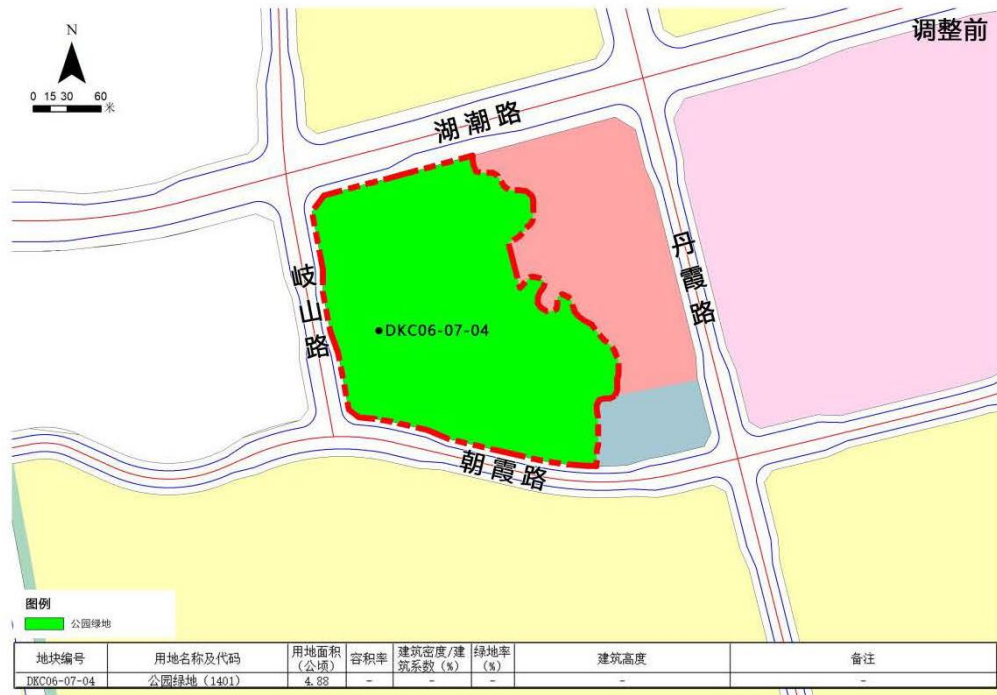 调整前
N
0 15 30 60
米
湖潮路
丹霞路
岐山路
DKC06-07-04
朝霞路
图例
公园绿地
地块编号 用地名称及代码 用地面积（公顷） 容积率 建筑密度/建筑系数（%） 绿地率（%） 建筑高度 备注
DKC06-07-04 公园绿地（1401） 4.88 - - - - -